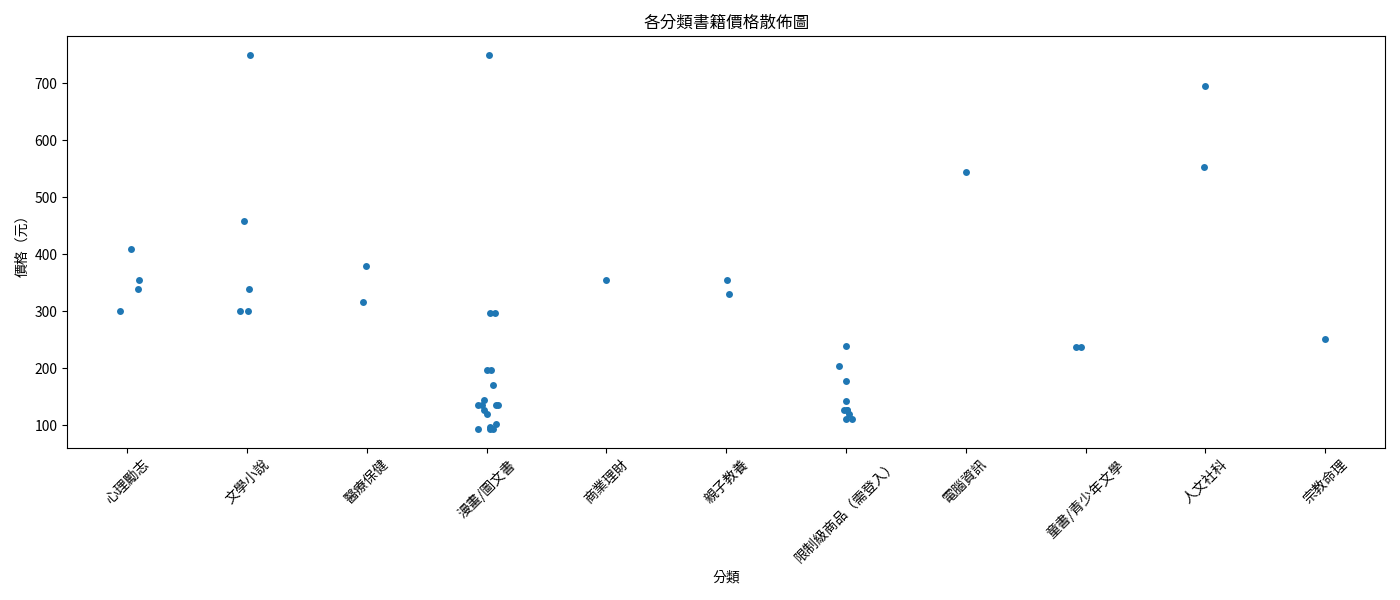 各分類書籍價格散佈圖
價格（元）
700
600
500
400
300
200
100
心理勵志
文學小說
醫療保健
漫畫/圖文書
商業理財
親子教養
限制級商品（需登入）
電腦資訊
童書/青少年文學
人文社科
宗教命理
分類